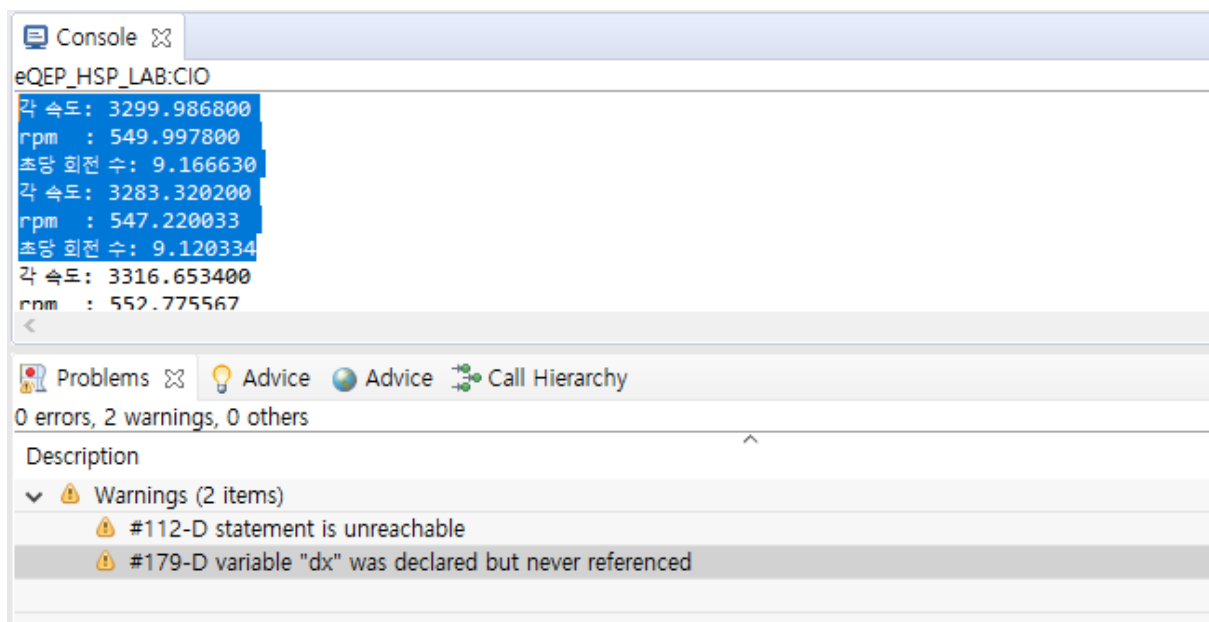 Console
eQEP_HSP_LAB:CIO
각 속도: 3299.986800
rpm  : 549.997800
초당 회전 수: 9.166630
각 속도: 3283.320200
rpm  : 547.220033
초당 회전 수: 9.120334
각 속도: 3316.653400
rpm  : 552.775567
Problems Advice Advice Call Hierarchy
0 errors, 2 warnings, 0 others
Description
Warnings (2 items)
#112-D statement is unreachable
#179-D variable "dx" was declared but never referenced